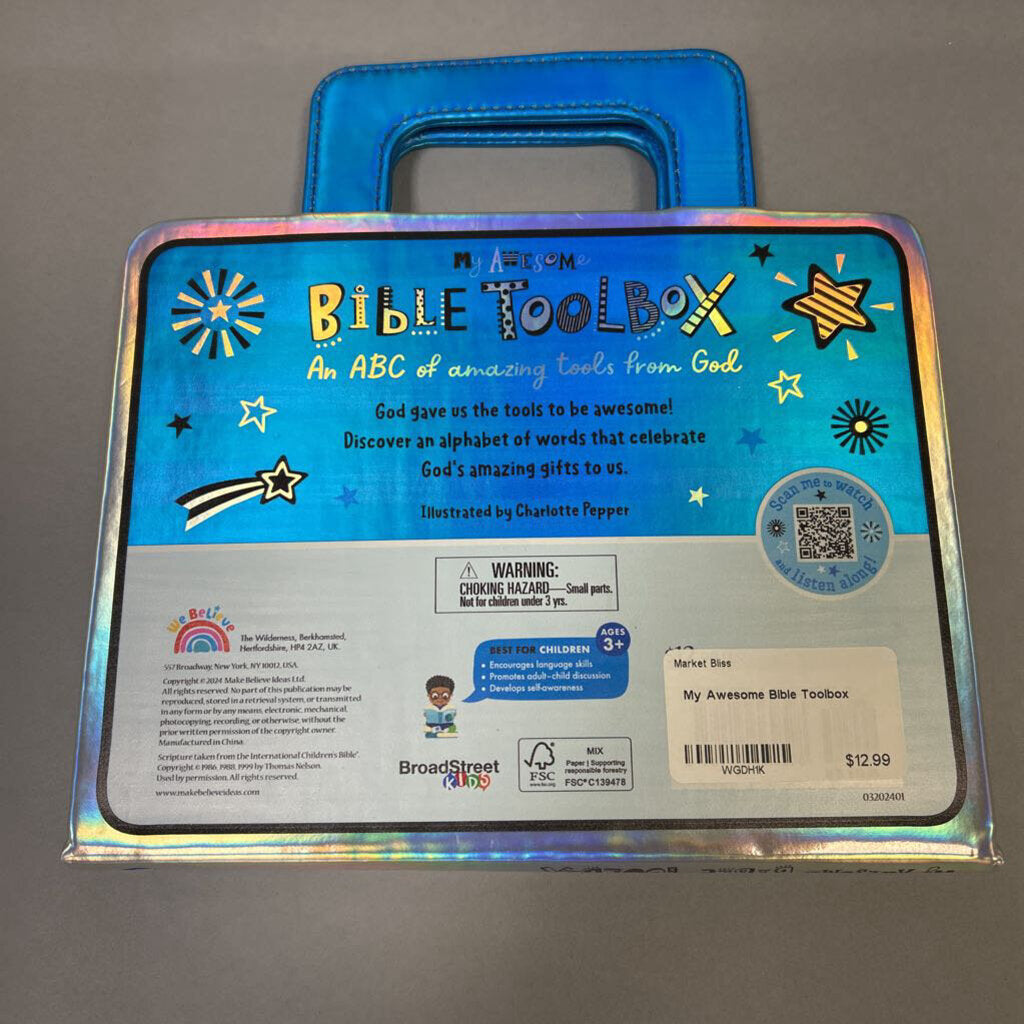 My AWESOMe
BiBLE TOOLBOX
An ABC of amazing tools from God
God gave us the tools to be awesome!
Discover an alphabet of words that celebrate
God's amazing gifts to us.
Illustrated by Charlotte Pepper
Scan me to watch
and listen along!
WARNING:
CHOKING HAZARD—Small parts.
Not for children under 3 yrs.
We BeLieve
The Wilderness, Berkhamsted,
Hertfordshire, HP4 2AZ, UK.
557 Broadway, New York, NY 10012, USA.
Copyright © 2024 Make Believe Ideas Ltd.
All rights reserved. No part of this publication may be
reproduced, stored in a retrieval system, or transmitted
in any form or by any means, electronic, mechanical,
photocopying, recording, or otherwise, without the
prior written permission of the copyright owner.
Manufactured in China.
Scripture taken from the International Children's Bible®.
Copyright © 1986, 1988, 1999 by Thomas Nelson.
Used by permission. All rights reserved.
www.makebelieveideas.com
AGES
3+
BEST FOR CHILDREN
• Encourages language skills
• Promotes adult-child discussion
• Develops self-awareness
BroadStreet
KIDS
FSC
www.fsc.org
MIX
Paper | Supporting
responsible forestry
FSC® C139478
Market Bliss
My Awesome Bible Toolbox
WGDH1K
$12.99
03202401